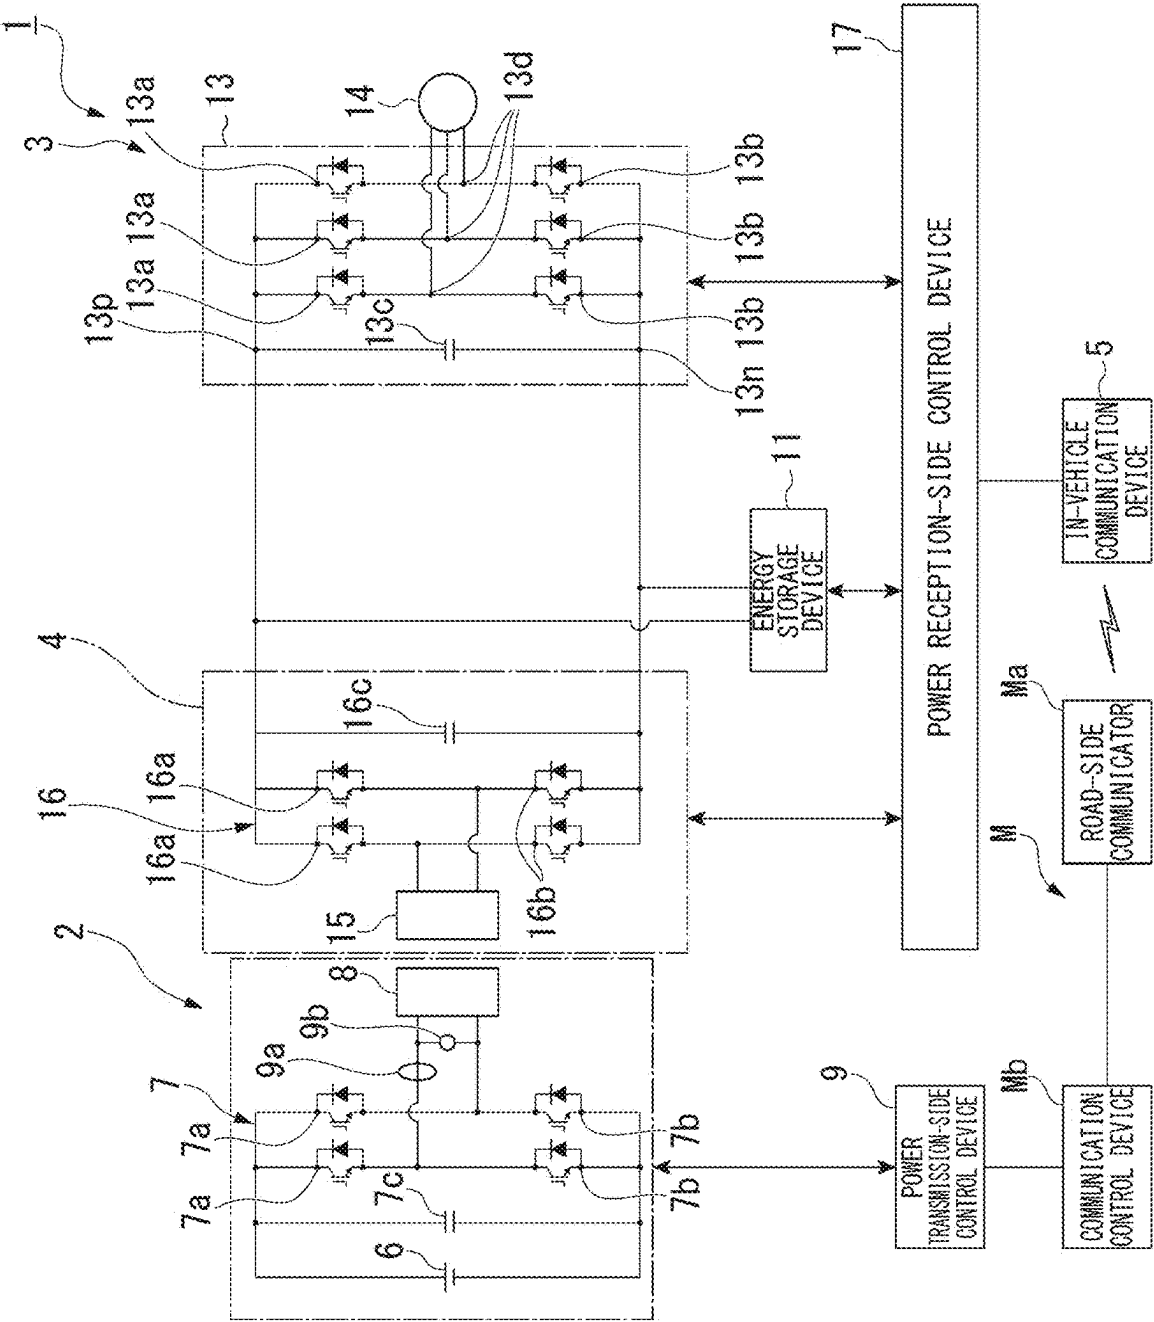 1
2
7
7a
7a
6
7c
7b
7b
9a
9b
8
4
16
16a
16a
15
16b
16c
3
13
13p
13a
13a
13a
13c
14
13d
13n
13b
13b
13b
11
ENERGY
STORAGE
DEVICE
17
POWER RECEPTION-SIDE CONTROL DEVICE
9
POWER
TRANSMISSION-SIDE
CONTROL DEVICE
M
Mb
COMMUNICATION
CONTROL DEVICE
Ma
ROAD-SIDE
COMMUNICATOR
5
IN-VEHICLE
COMMUNICATION
DEVICE